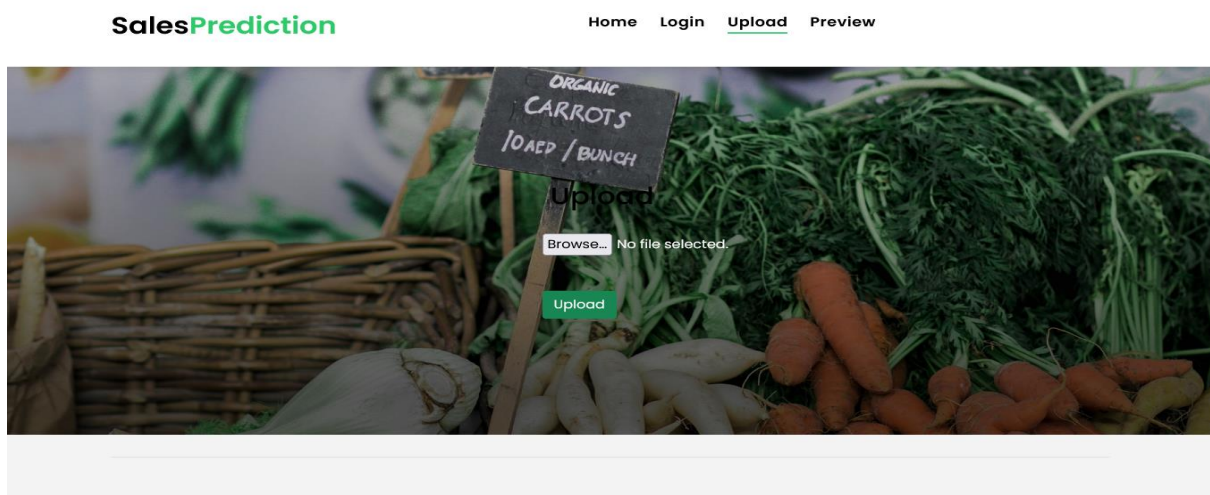 SalesPrediction
Home Login Upload Preview
ORGANIC
CARROTS
10 AED / BUNCH
Upload
Browse... No file selected.
Upload